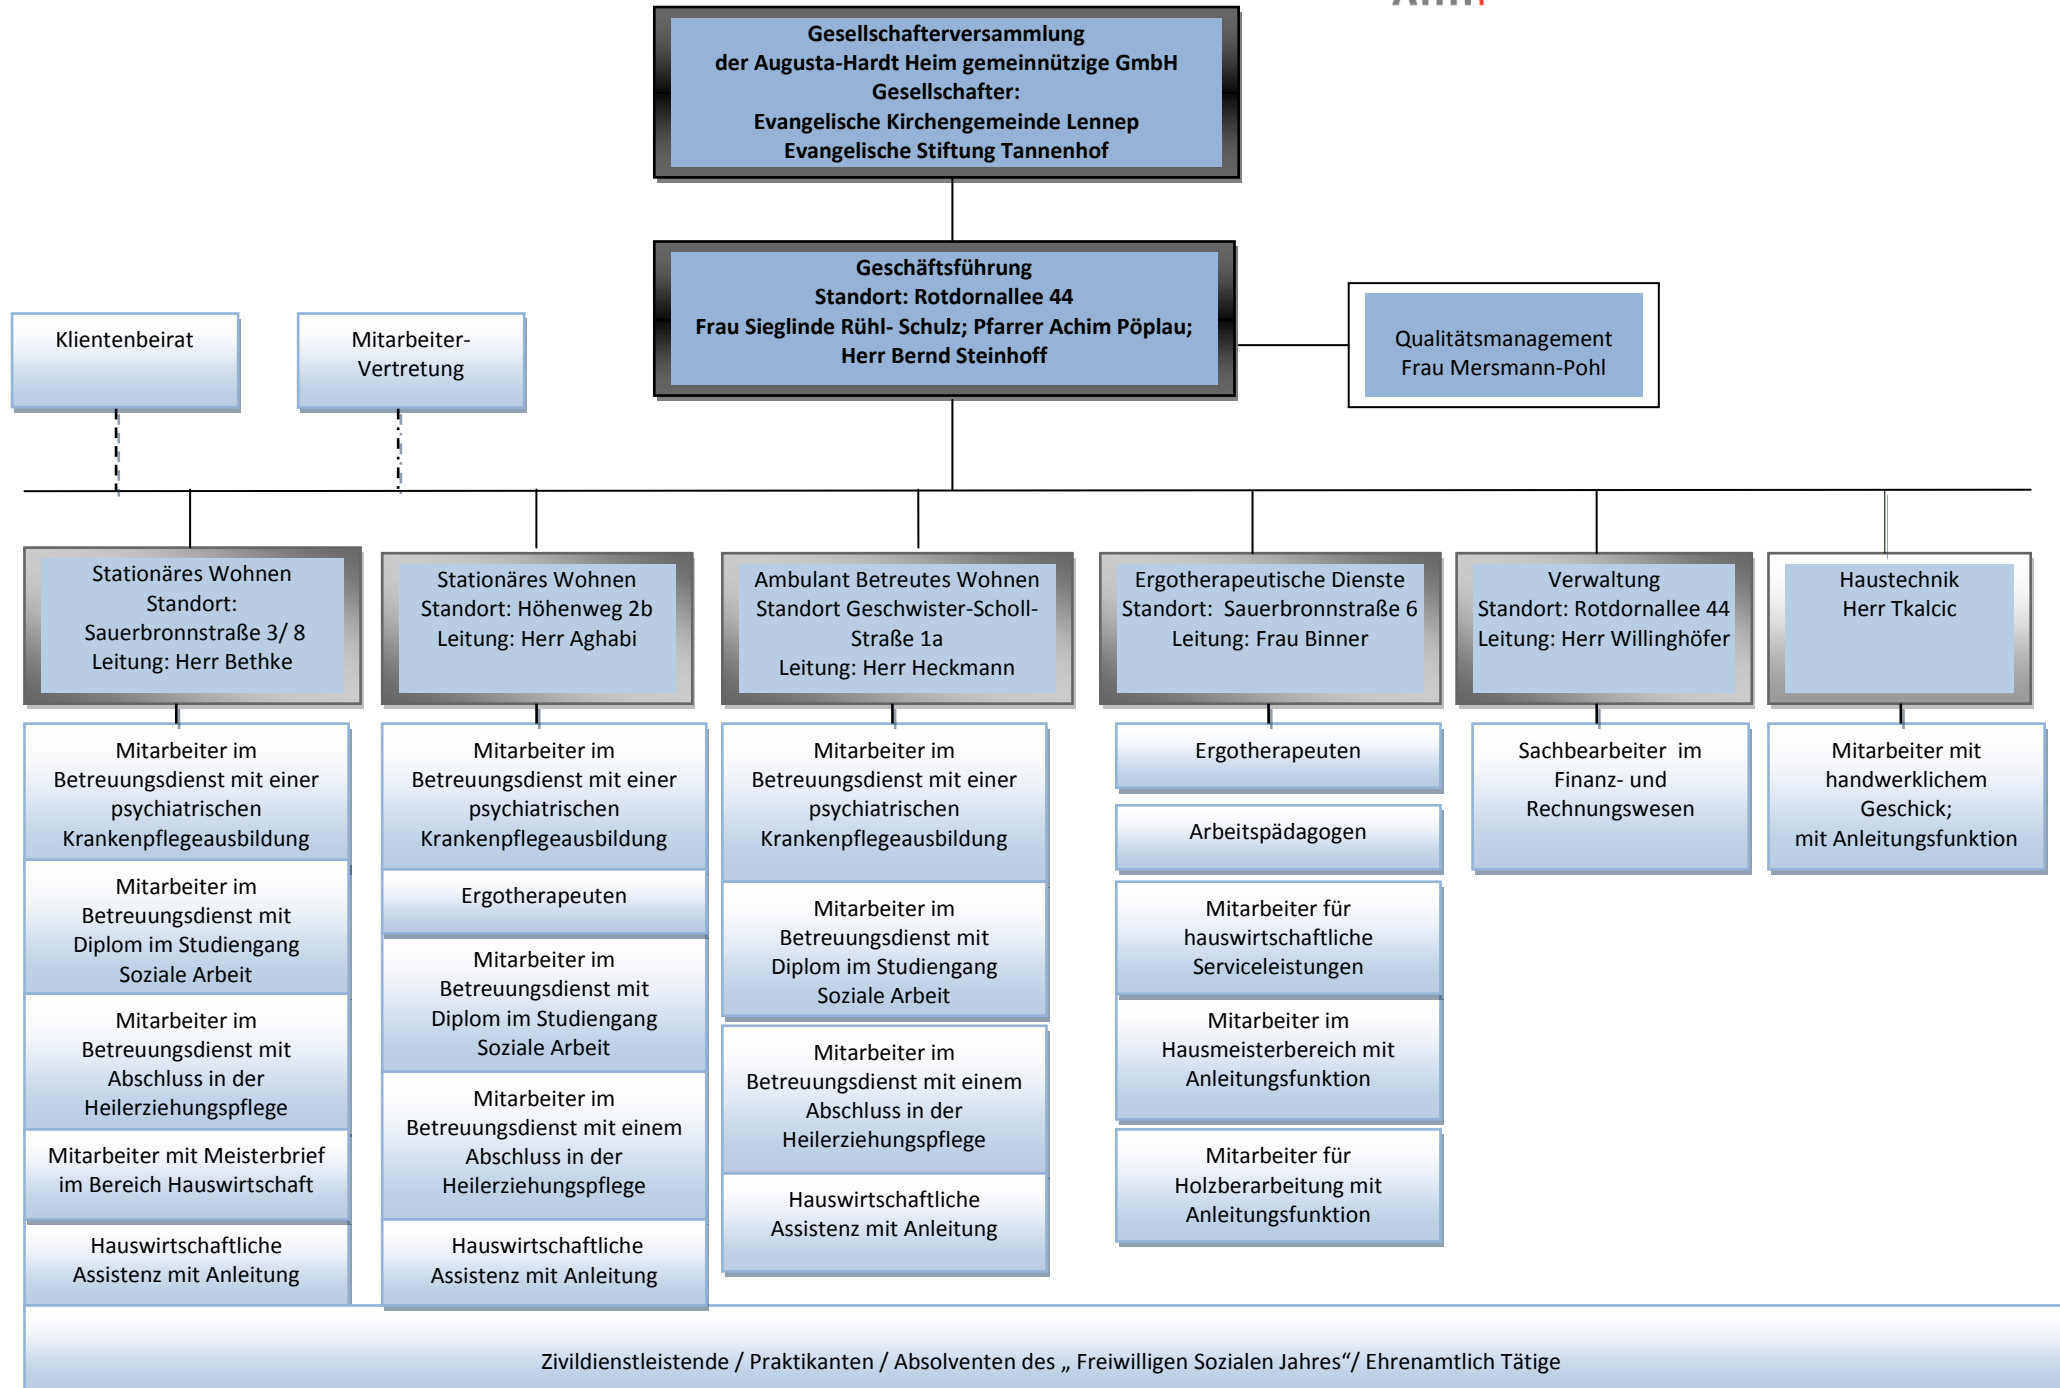 Gesellschafterversammlung
der Augusta-Hardt Heim gemeinnützige GmbH
Gesellschafter:
Evangelische Kirchengemeinde Lennep
Evangelische Stiftung Tannenhof
Geschäftsführung
Standort: Rotdornallee 44
Frau Sieglinde Rühl- Schulz; Pfarrer Achim Pöplau;
Herr Bernd Steinhoff
Klientenbeirat
Mitarbeiter-
Vertretung
Qualitätsmanagement
Frau Mersmann-Pohl
Stationäres Wohnen
Standort:
Sauerbronnstraße 3/ 8
Leitung: Herr Bethke
Stationäres Wohnen
Standort: Höhenweg 2b
Leitung: Herr Aghabi
Ambulant Betreutes Wohnen
Standort Geschwister-Scholl-
Straße 1a
Leitung: Herr Heckmann
Ergotherapeutische Dienste
Standort:  Sauerbronnstraße 6
Leitung: Frau Binner
Verwaltung
Standort: Rotdornallee 44
Leitung: Herr Willinghöfer
Haustechnik
Herr Tkalcic
Mitarbeiter im
Betreuungsdienst mit einer
psychiatrischen
Krankenpflegeausbildung
Mitarbeiter im
Betreuungsdienst mit
Diplom im Studiengang
Soziale Arbeit
Mitarbeiter im
Betreuungsdienst mit
Abschluss in der
Heilerziehungspflege
Mitarbeiter mit Meisterbrief
im Bereich Hauswirtschaft
Hauswirtschaftliche
Assistenz mit Anleitung
Mitarbeiter im
Betreuungsdienst mit einer
psychiatrischen
Krankenpflegeausbildung
Ergotherapeuten
Mitarbeiter im
Betreuungsdienst mit
Diplom im Studiengang
Soziale Arbeit
Mitarbeiter im
Betreuungsdienst mit einem
Abschluss in der
Heilerziehungspflege
Hauswirtschaftliche
Assistenz mit Anleitung
Mitarbeiter im
Betreuungsdienst mit einer
psychiatrischen
Krankenpflegeausbildung
Mitarbeiter im
Betreuungsdienst mit
Diplom im Studiengang
Soziale Arbeit
Mitarbeiter im
Betreuungsdienst mit einem
Abschluss in der
Heilerziehungspflege
Hauswirtschaftliche
Assistenz mit Anleitung
Ergotherapeuten
Arbeitspädagogen
Mitarbeiter für
hauswirtschaftliche
Serviceleistungen
Mitarbeiter im
Hausmeisterbereich mit
Anleitungsfunktion
Mitarbeiter für
Holzberarbeitung mit
Anleitungsfunktion
Sachbearbeiter  im
Finanz- und
Rechnungswesen
Mitarbeiter mit
handwerklichem
Geschick;
mit Anleitungsfunktion
Zivildienstleistende / Praktikanten / Absolventen des „ Freiwilligen Sozialen Jahres“/ Ehrenamtlich Tätige